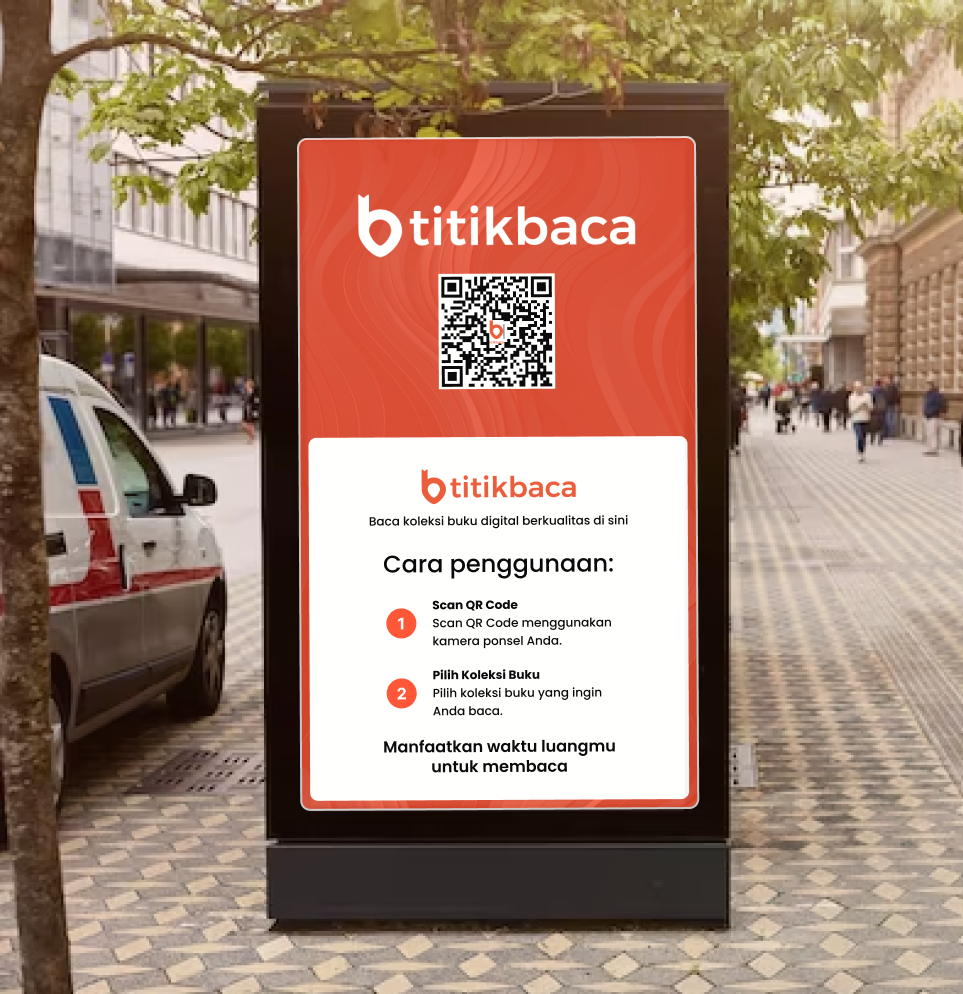 titikbaca
titikbaca
Baca koleksi buku digital berkualitas di sini
Cara penggunaan:
1
Scan QR Code
Scan QR Code menggunakan
kamera ponsel Anda.
2
Pilih Koleksi Buku
Pilih koleksi buku yang ingin
Anda baca.
Manfaatkan waktu luangmu
untuk membaca